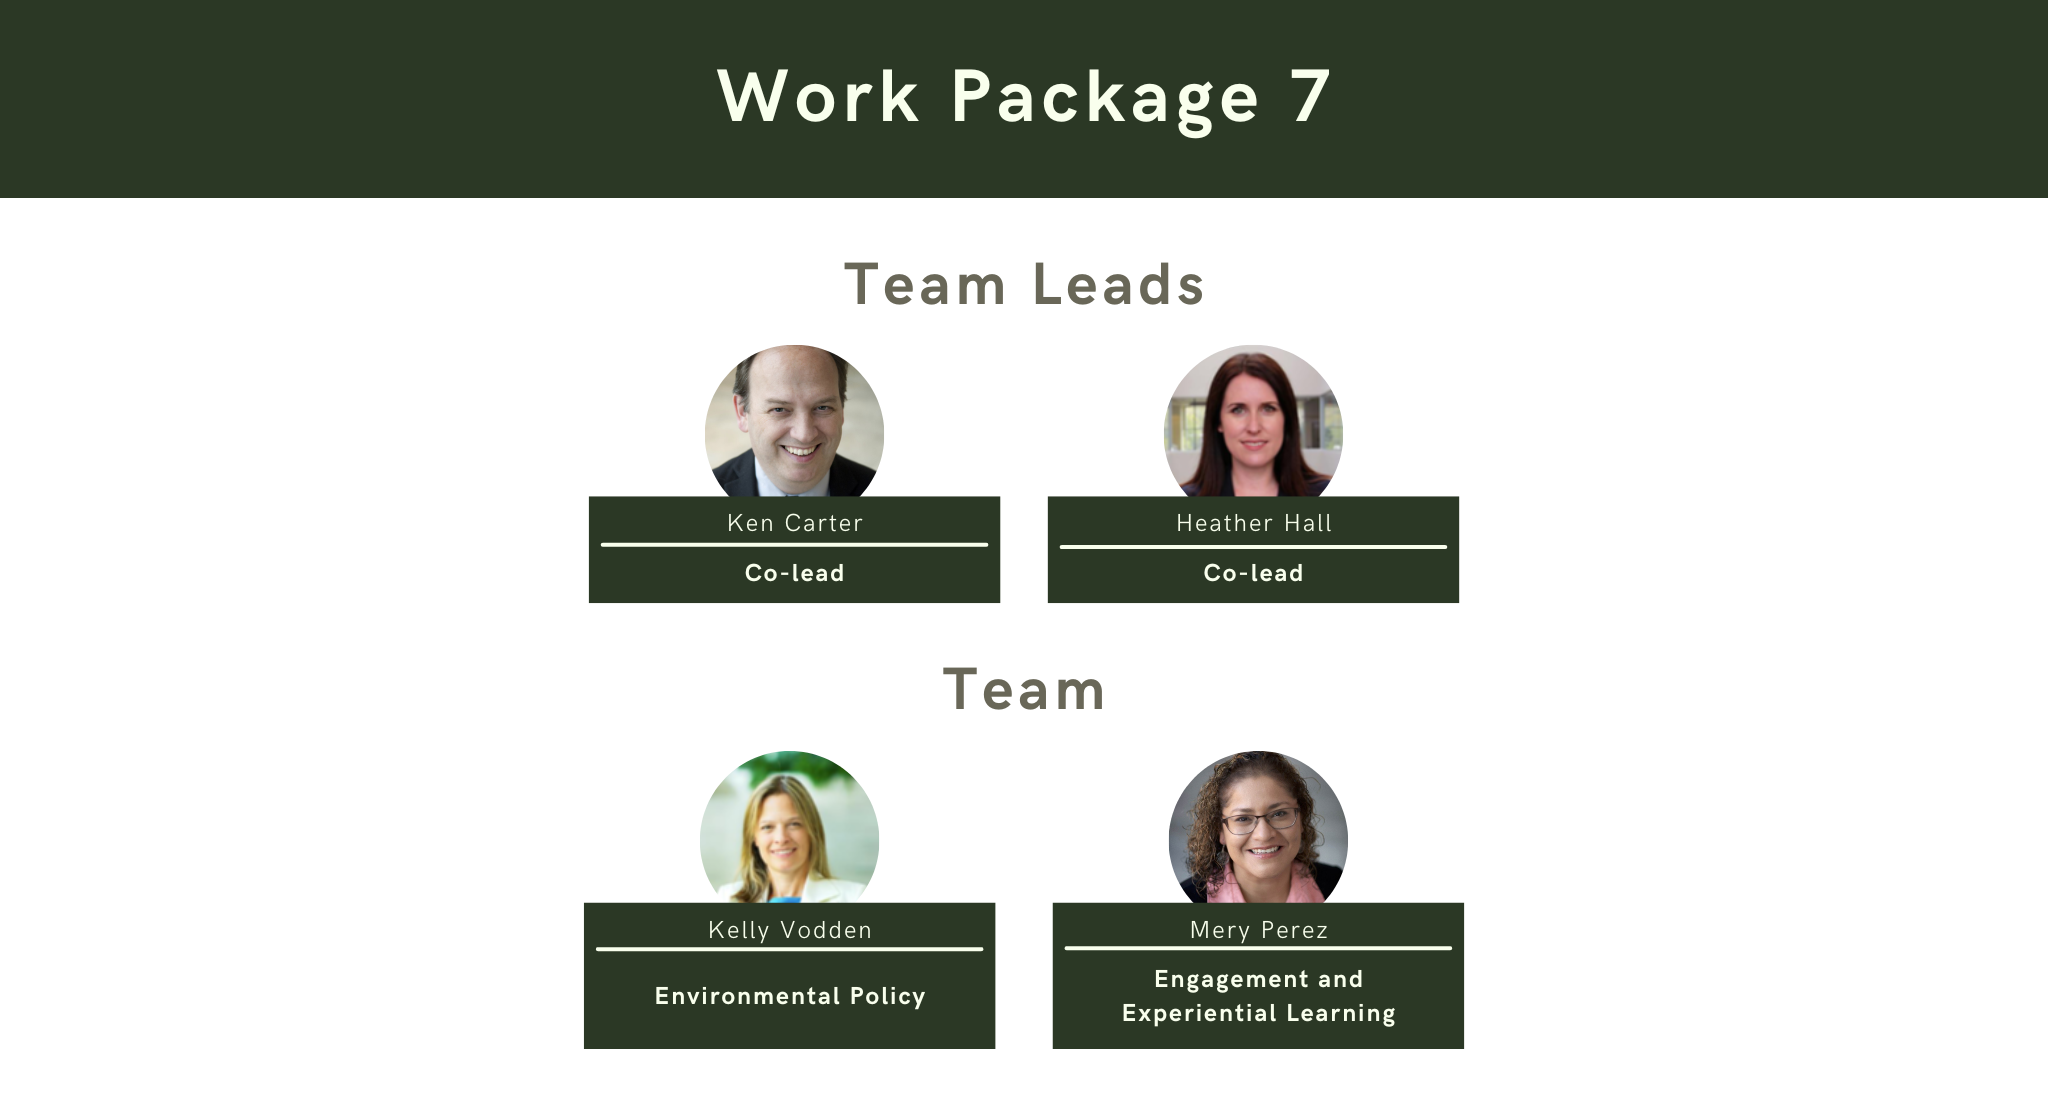 Work Package 7
Team Leads
Ken Carter
Co-lead
Heather Hall
Co-lead
Team
Kelly Vodden
Environmental Policy
Mery Perez
Engagement and
Experiential Learning